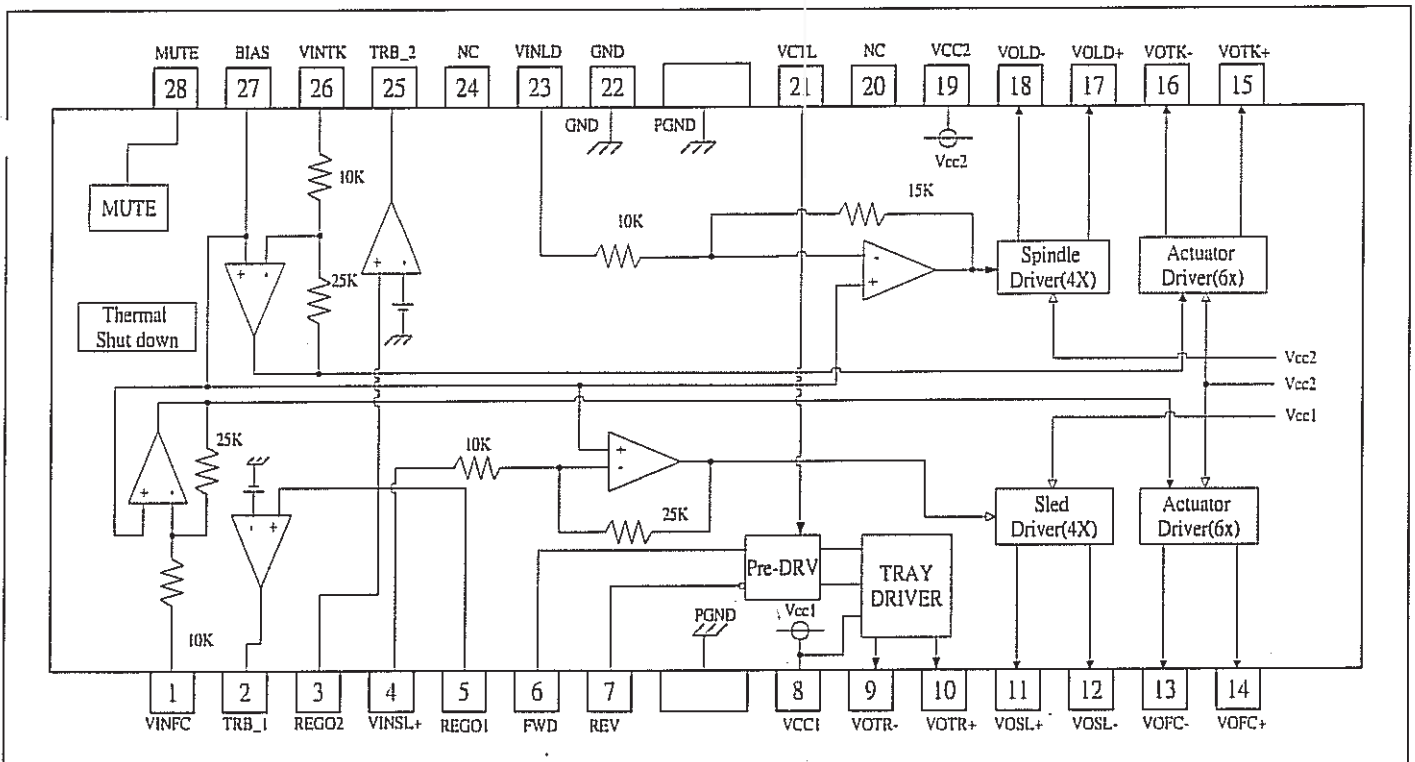 MUTE BIAS VINTK TRB_2 NC VINLD GND VCTL NC VCC2 VOLD- VOLD+ VOTK- VOTK+
28 27 26 25 24 23 22 21 20 19 18 17 16 15
GND PGND
Vcc2
10K
MUTE
15K
10K
- +
+ -
25K
+ -
Spindle
Driver(4X)
Actuator
Driver(6x)
Thermal
Shut down
Vcc2
Vcc2
Vcc1
25K
10K
+
-
+ -
- +
25K
Sled
Driver(4X)
Actuator
Driver(6x)
Pre-DRV
TRAY
DRIVER
PGND
Vcc1
10K
1 2 3 4 5 6 7 8 9 10 11 12 13 14
VINFC TRB_1 REGO2 VINSL+ REGO1 FWD REV VCC1 VOTR- VOTR+ VOSL+ VOSL- VOFC- VOFC+